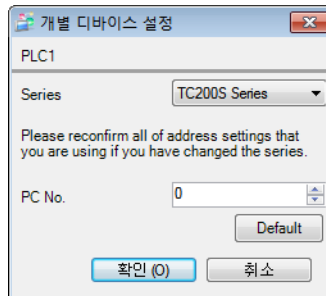 개별 디바이스 설정
PLC1
Series TC200S Series
Please reconfirm all of address settings that
you are using if you have changed the series.
PC No. 0
Default
확인 (O) 취소